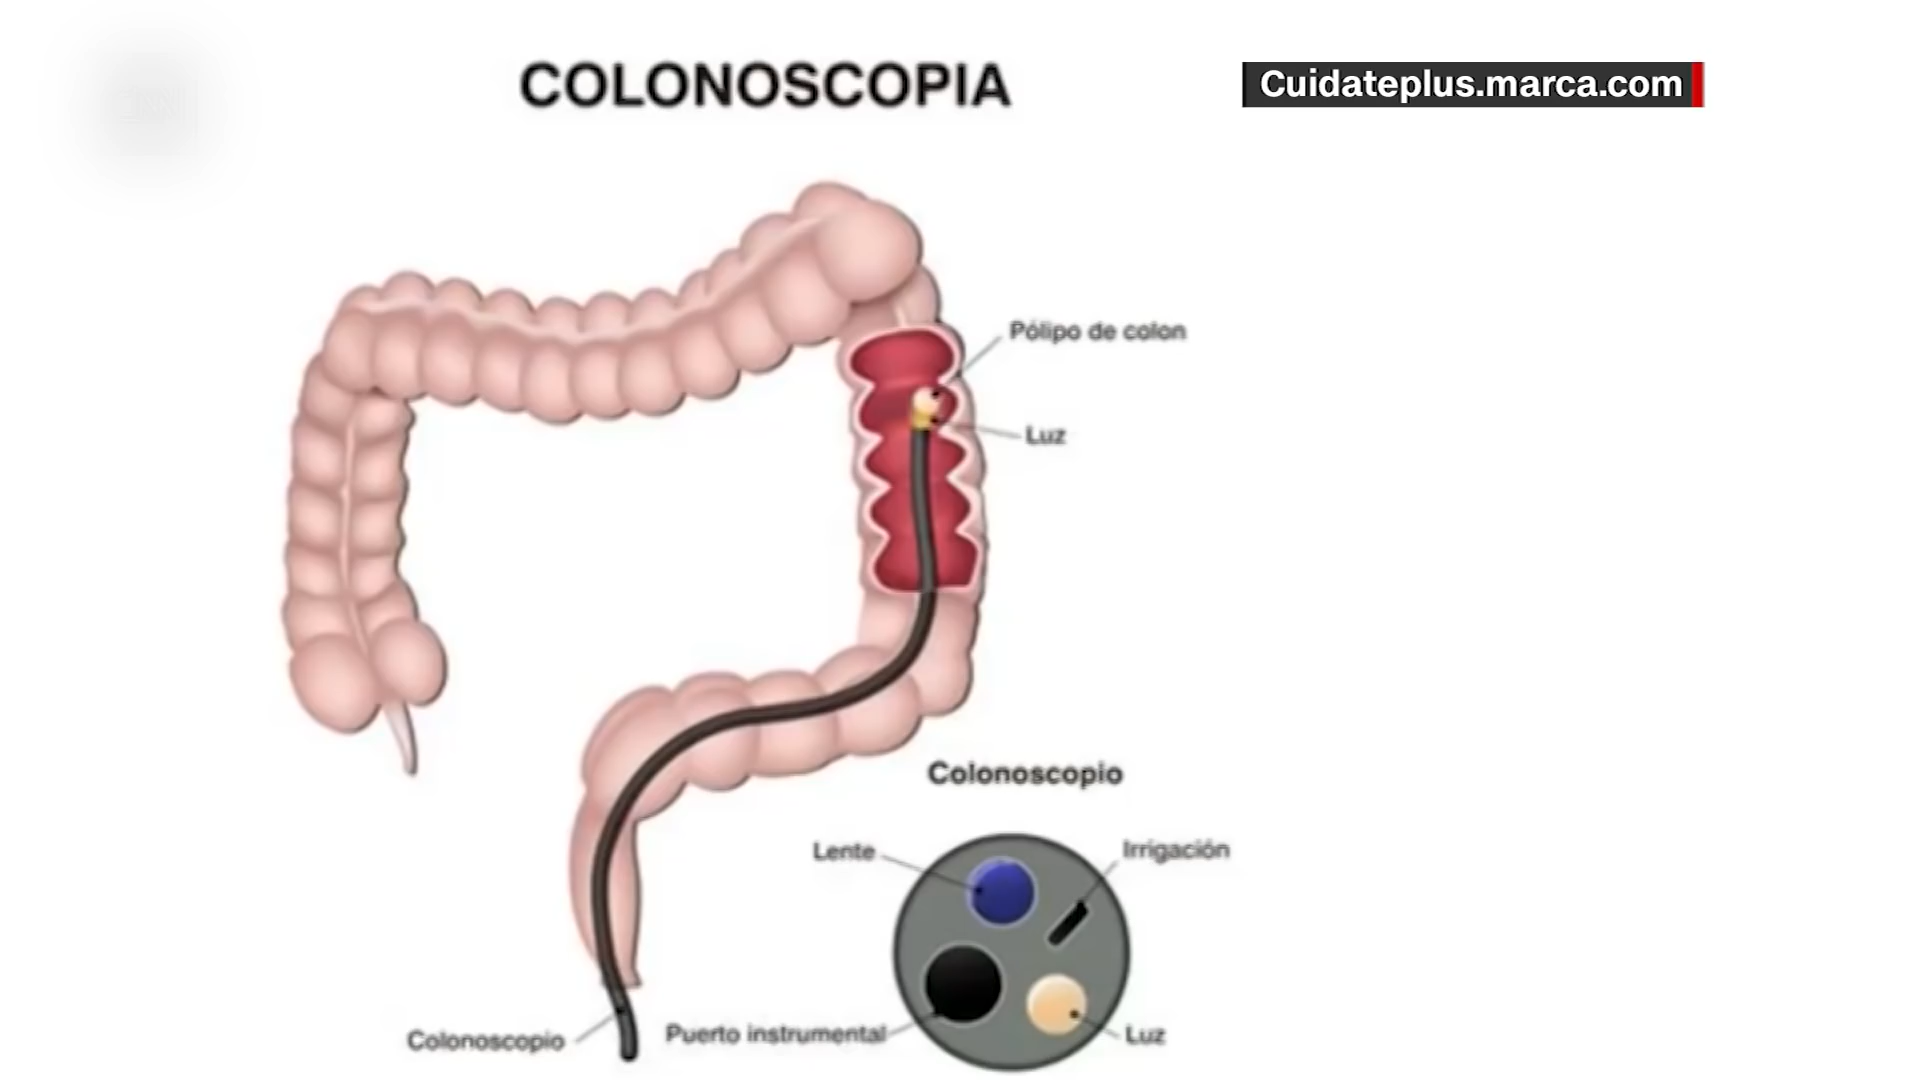 COLONOSCOPIA
Cuidateplus.marca.com
Pólipo de colon
Luz
Colonoscopio
Lente
Irrigación
Colonoscopio
Puerto instrumental
Luz